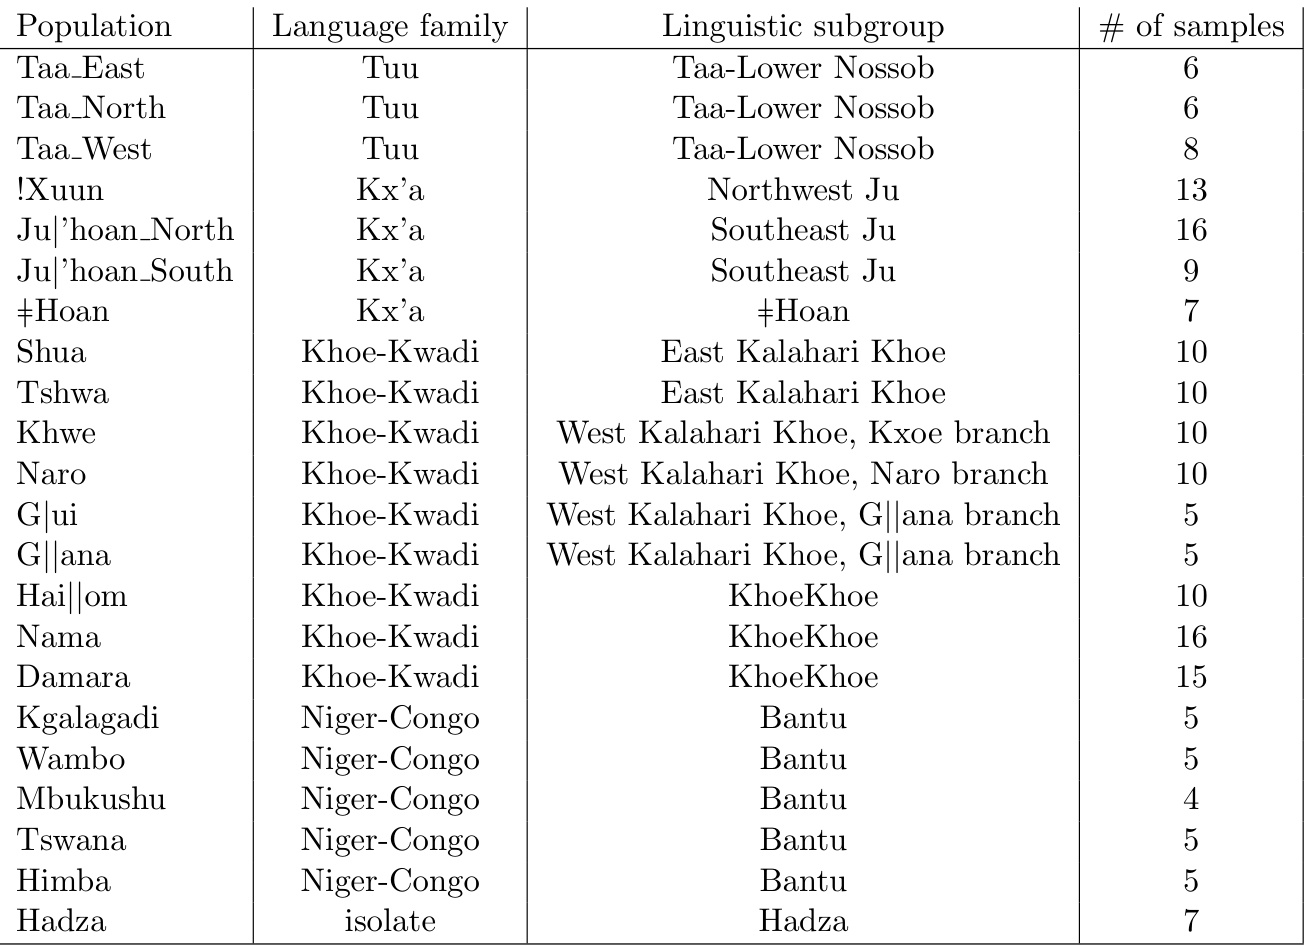 Population Language family Linguistic subgroup # of samples
Taa_East Tuu Taa-Lower Nossob 6
Taa_North Tuu Taa-Lower Nossob 6
Taa_West Tuu Taa-Lower Nossob 8
!Xuun Kx’a Northwest Ju 13
Ju|’hoan_North Kx’a Southeast Ju 16
Ju|’hoan_South Kx’a Southeast Ju 9
ǂHoan Kx’a ǂHoan 7
Shua Khoe-Kwadi East Kalahari Khoe 10
Tshwa Khoe-Kwadi East Kalahari Khoe 10
Khwe Khoe-Kwadi West Kalahari Khoe, Kxoe branch 10
Naro Khoe-Kwadi West Kalahari Khoe, Naro branch 10
G|ui Khoe-Kwadi West Kalahari Khoe, G||ana branch 5
G||ana Khoe-Kwadi West Kalahari Khoe, G||ana branch 5
Hai||om Khoe-Kwadi KhoeKhoe 10
Nama Khoe-Kwadi KhoeKhoe 16
Damara Khoe-Kwadi KhoeKhoe 15
Kgalagadi Niger-Congo Bantu 5
Wambo Niger-Congo Bantu 5
Mbukushu Niger-Congo Bantu 4
Tswana Niger-Congo Bantu 5
Himba Niger-Congo Bantu 5
Hadza isolate Hadza 7